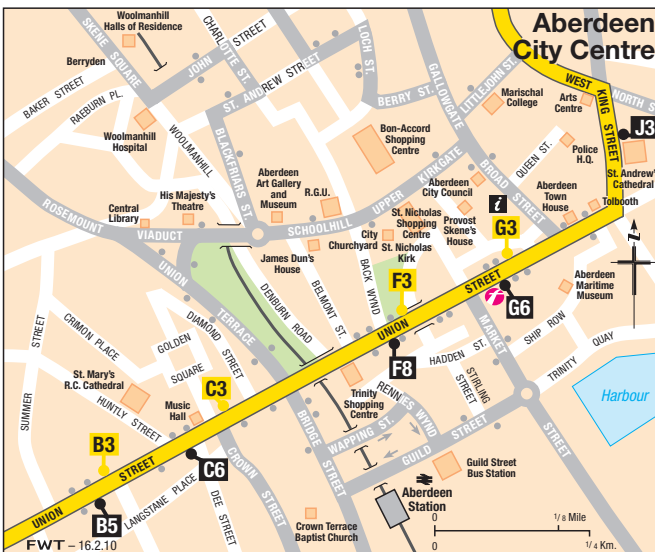 Aberdeen
City Centre
Woolmanhill
Halls of Residence
SKENE SQUARE
Berryden
JOHN STREET
CHARLOTTE ST.
ST. ANDREW STREET
LOCH ST.
BERRY ST.
GALLOWGATE
LITTLEJOHN ST.
WEST
KING STREET
NORTH S
BAKER STREET
RAEBURN PL.
Woolmanhill
Hospital
WOOLMANHILL
BLACKFRIARS ST.
Bon-Accord
Shopping
Centre
Marischal
College
Arts
Centre
J3
QUEEN ST.
Police
H.Q.
St. Andrew's
Cathedral
BROAD STREET
UPPER KIRKGATE
Aberdeen
City Council
Aberdeen
Town
House
Tolbooth
Aberdeen
Art Gallery
and
Museum
R.G.U.
His Majesty's
Theatre
Central
Library
ROSEMOUNT VIADUCT
SCHOOLHILL
James Dun's
House
City
Churchyard
St. Nicholas
Shopping
Centre
St. Nicholas
Kirk
Provost
Skene's
House
i
G3
N
UNION TERRACE
DENBURN ROAD
BELMONT ST.
BACK WYND
F3
UNION STREET
G6
MARKET STREET
Aberdeen
Maritime
Museum
SHIP ROW
TRINITY QUAY
Harbour
F8
HADDEN ST.
STIRLING STREET
CRIMON PLACE
GOLDEN SQUARE
DIAMOND STREET
SUMMER STREET
St. Mary's
R.C. Cathedral
HUNTLY STREET
Music
Hall
C3
Trinity
Shopping
Centre
RENNIES WYND
WAPPING ST.
GUILD STREET
BRIDGE STREET
CROWN STREET
B3
C6
UNION STREET
B5
LANGSTANE PLACE
DEE STREET
Guild Street
Bus Station
Aberdeen
Station
Crown Terrace
Baptist Church
0 1/8 Mile
0 1/4 Km.
FWT – 16.2.10